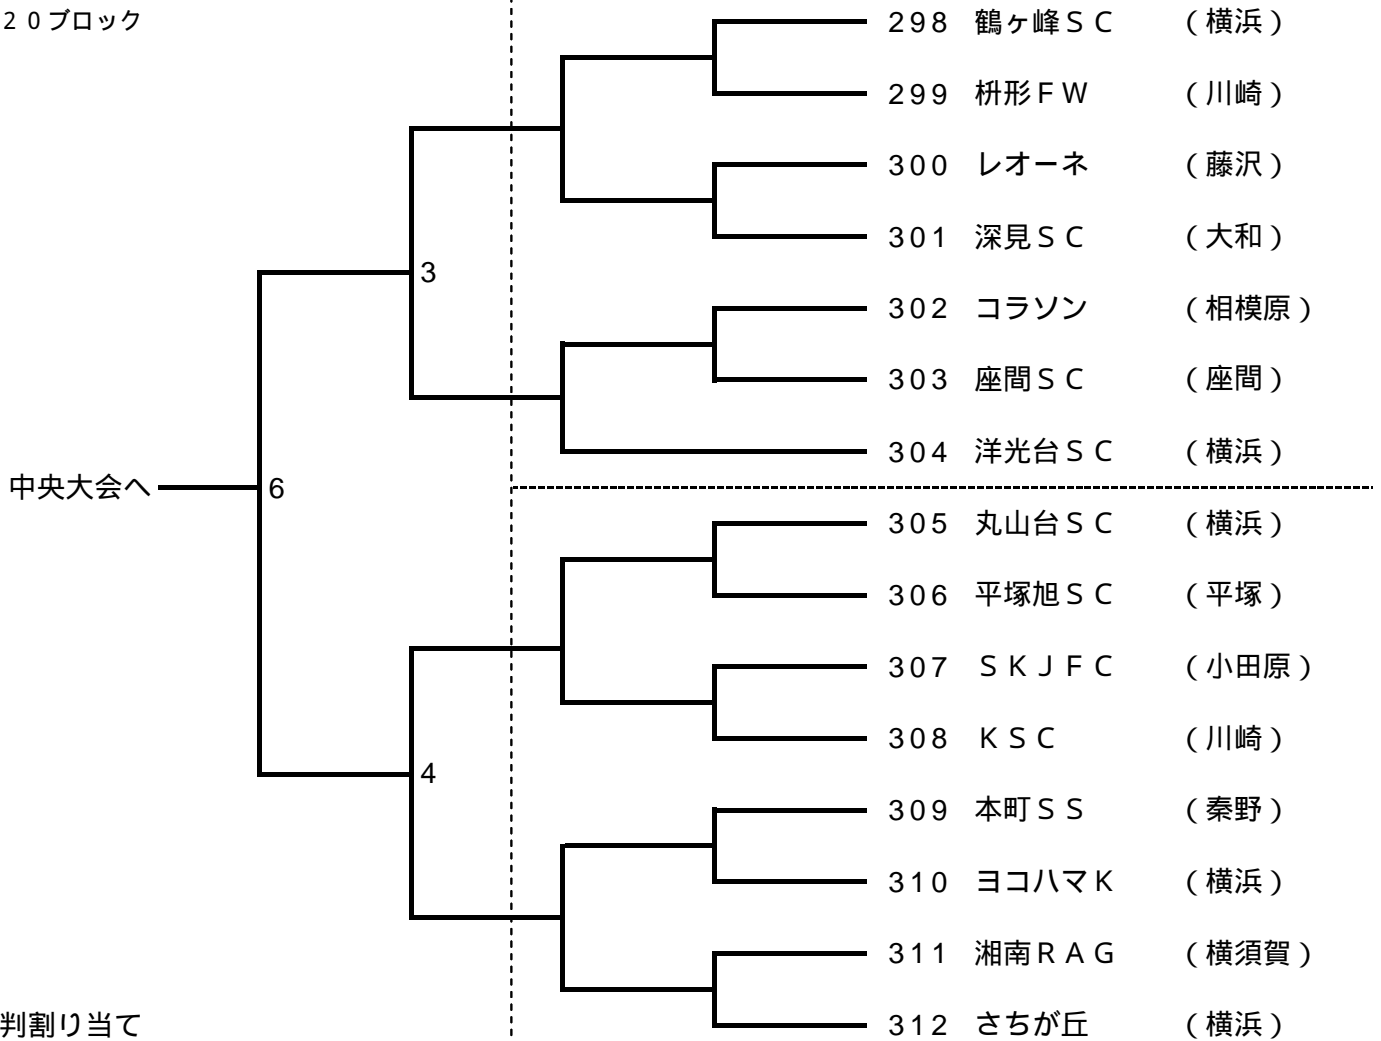 ２０ブロック
298 鶴ヶ峰ＳＣ （横浜）
299 枡形ＦＷ （川崎）
300 レオーネ （藤沢）
301 深見ＳＣ （大和）
3
302 コラソン （相模原）
303 座間ＳＣ （座間）
304 洋光台ＳＣ （横浜）
中央大会へ 6
305 丸山台ＳＣ （横浜）
306 平塚旭ＳＣ （平塚）
307 ＳＫＪＦＣ （小田原）
308 ＫＳＣ （川崎）
4
309 本町ＳＳ （秦野）
310 ヨコハマＫ （横浜）
311 湘南ＲＡＧ （横須賀）
312 さちが丘 （横浜）
判割り当て